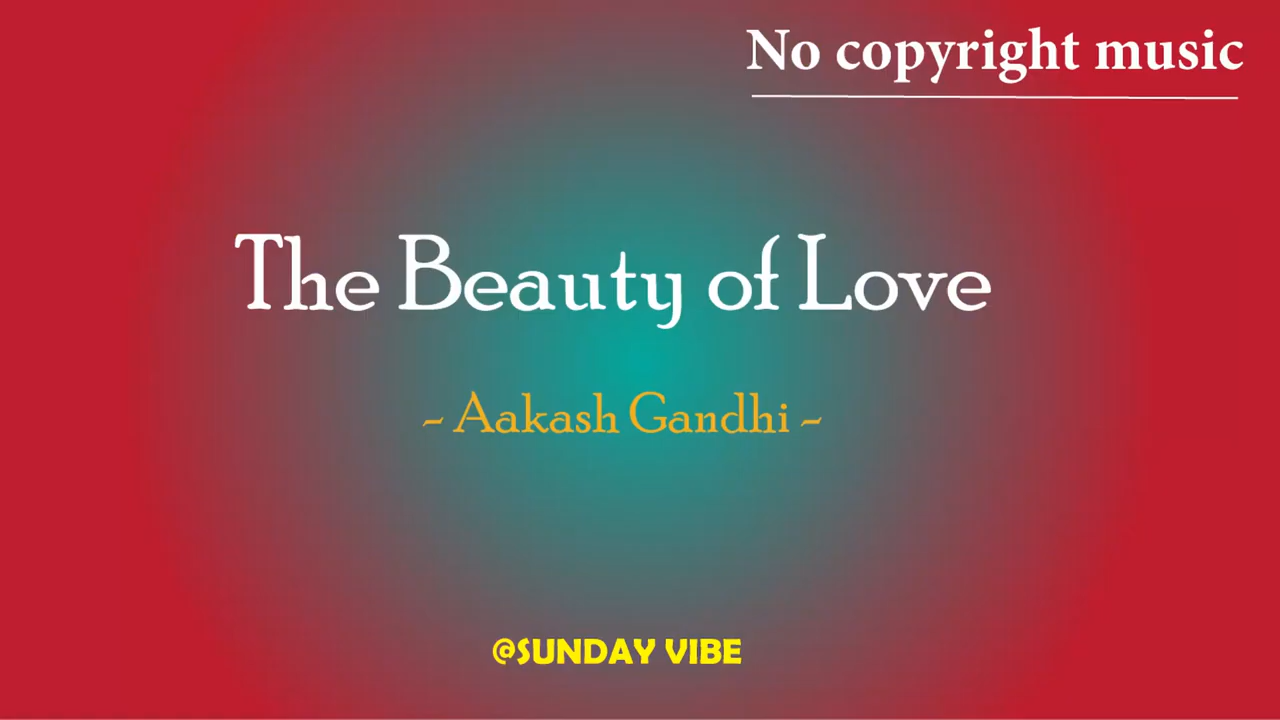 No copyright music
The Beauty of Love
- Aakash Gandhi -
@SUNDAY VIBE